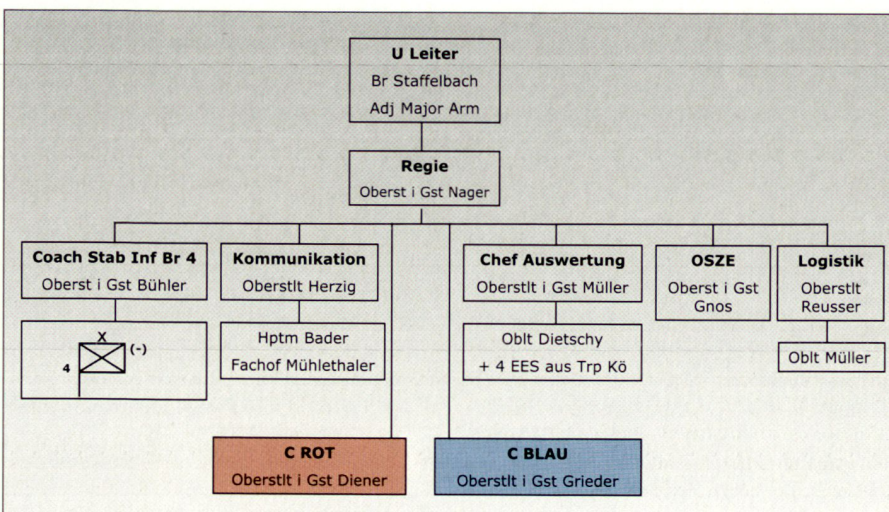 U Leiter
Br Staffelbach
Adj Major Arm
Regie
Oberst i Gst Nager
Coach Stab Inf Br 4
Oberst i Gst Bühler
X
(-)
4
Kommunikation
Oberstlt Herzig
Hptm Bader
Fachof Mühlethaler
Chef Auswertung
Oberstlt i Gst Müller
Oblt Dietschy
+ 4 EES aus Trp Kö
OSZE
Oberst i Gst
Gnos
Logistik
Oberstlt
Reusser
Oblt Müller
C ROT
Oberstlt i Gst Diener
C BLAU
Oberstlt i Gst Grieder